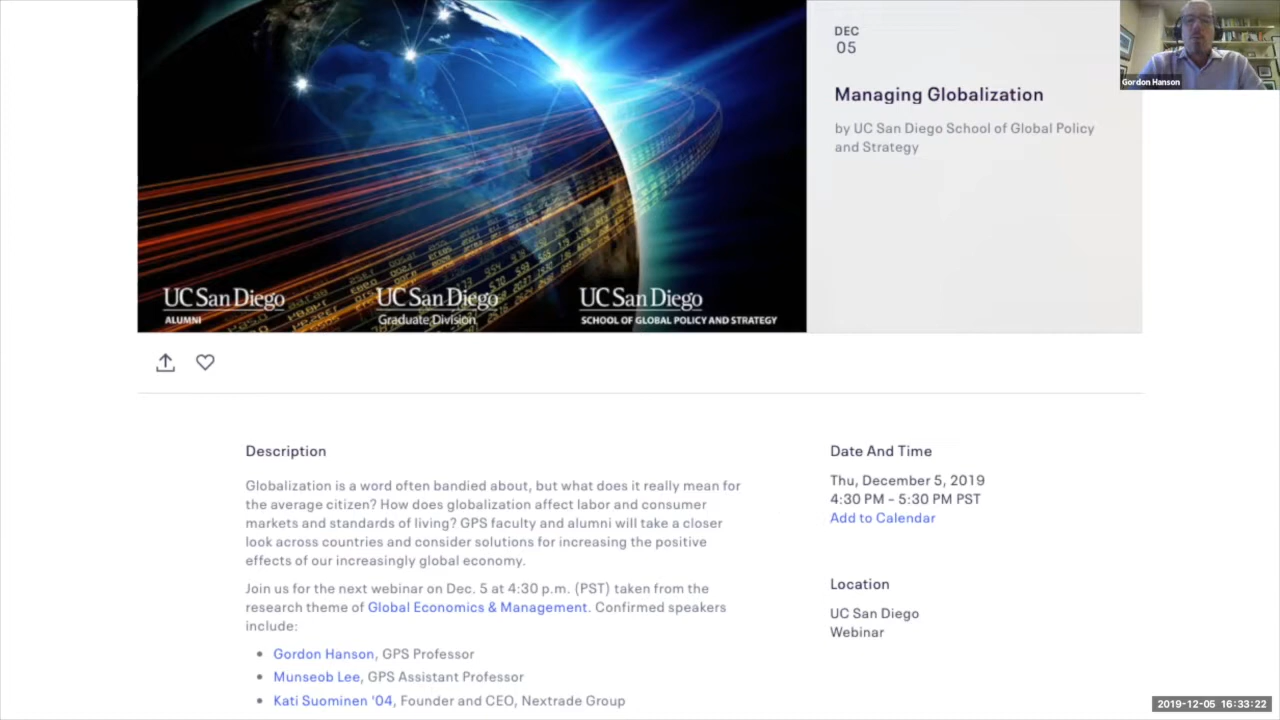 DEC
05
Managing Globalization
by UC San Diego School of Global Policy
and Strategy
Gordon Hanson
UC San Diego
ALUMNI
UC San Diego
Graduate Division
UC San Diego
SCHOOL OF GLOBAL POLICY AND STRATEGY
Description
Globalization is a word often bandied about, but what does it really mean for
the average citizen? How does globalization affect labor and consumer
markets and standards of living? GPS faculty and alumni will take a closer
look across countries and consider solutions for increasing the positive
effects of our increasingly global economy.
Join us for the next webinar on Dec. 5 at 4:30 p.m. (PST) taken from the
research theme of Global Economics & Management. Confirmed speakers
include:
• Gordon Hanson, GPS Professor
• Munseob Lee, GPS Assistant Professor
• Kati Suominen '04, Founder and CEO, Nextrade Group
Date And Time
Thu, December 5, 2019
4:30 PM – 5:30 PM PST
Add to Calendar
Location
UC San Diego
Webinar
2019-12-05 16:33:22